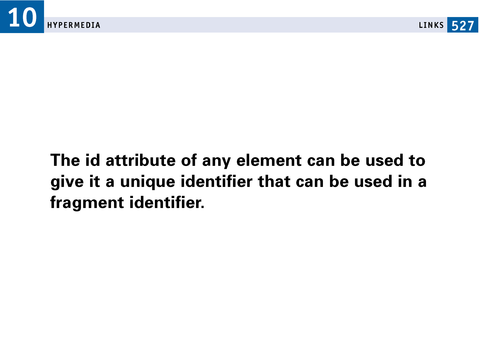 10
HYPERMEDIA
LINKS 527
The id attribute of any element can be used to
give it a unique identifier that can be used in a
fragment identifier.